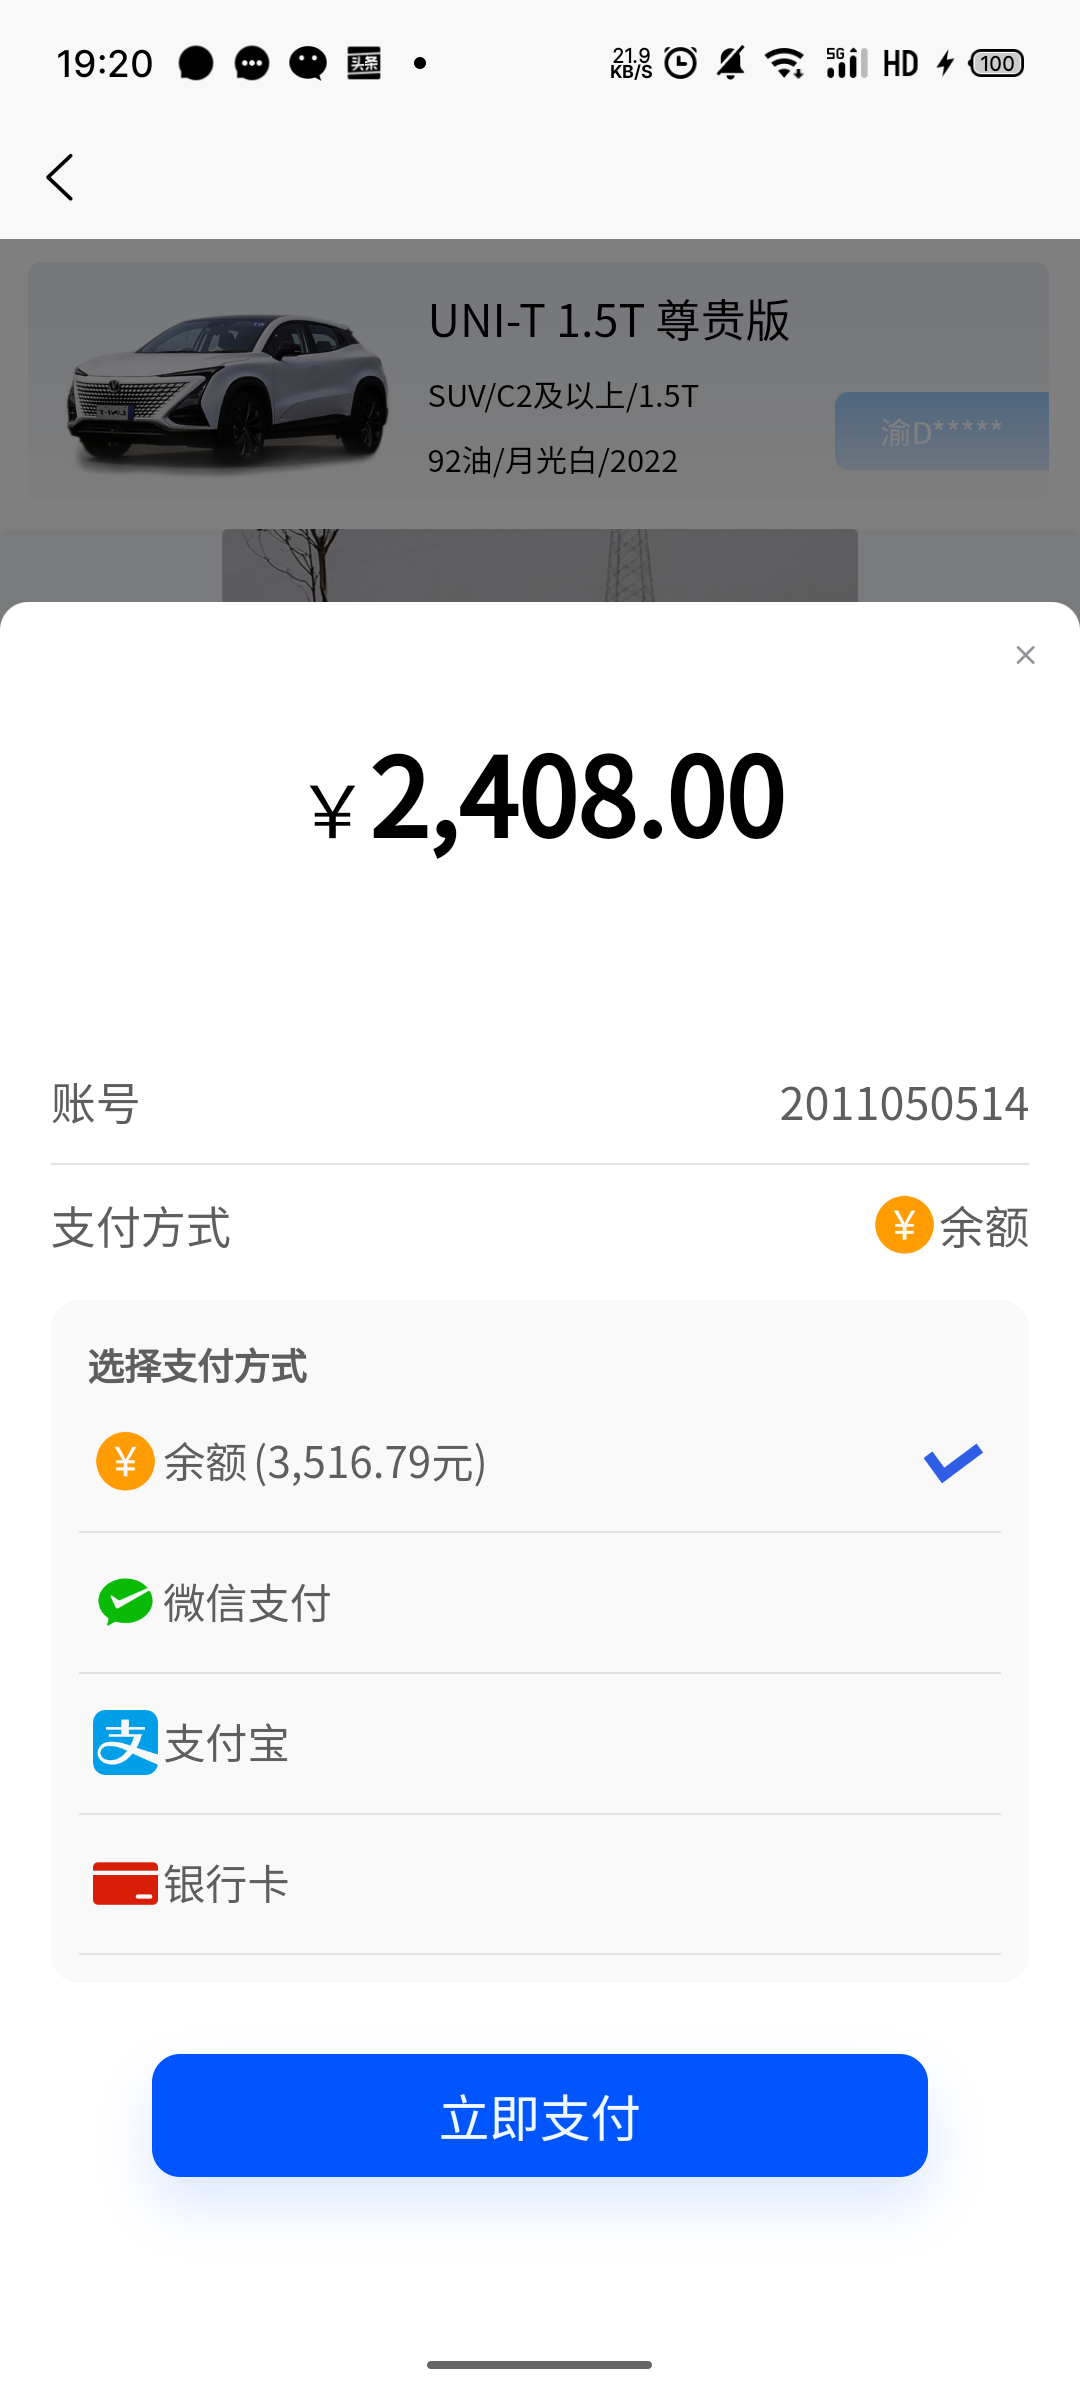 19:20 头条 21.9 KB/S 5G HD 100
UNI-T 1.5T 尊贵版
SUV/C2及以上/1.5T
渝D*****
92油/月光白/2022
¥2,408.00
账号 2011050514
支付方式 ¥余额
选择支付方式
¥余额 (3,516.79元)
微信支付
支 支付宝
银行卡
立即支付